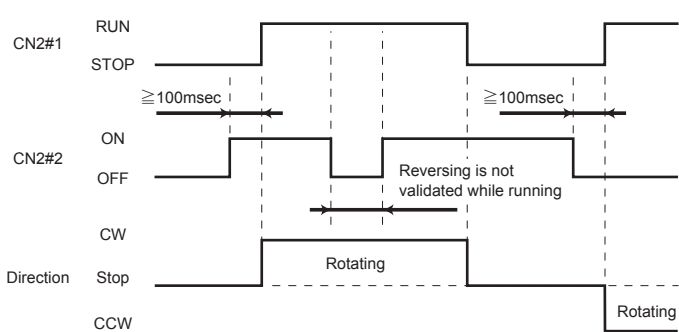 RUN
CN2#1
STOP
≧100msec
≧100msec
ON
CN2#2
OFF
Reversing is not
validated while running
CW
Rotating
Direction
Stop
Rotating
CCW